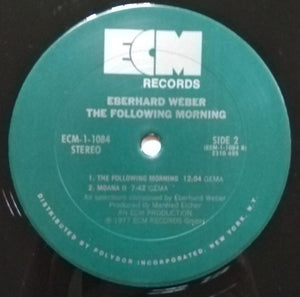 ECM
RECORDS
EBERHARD WEBER
THE FOLLOWING MORNING
ECM-1-1084
STEREO
SIDE 2
(ECM-1-1084 B)
2310 499
1. THE FOLLOWING MORNING 12:04 GEMA
2. MOANA II 7:42 GEMA
All selections composed by Eberhard Weber
Produced by Manfred Eicher
AN ECM PRODUCTION
℗ 1977 ECM RECORDS GmbH
DISTRIBUTED BY POLYDOR INCORPORATED, NEW YORK, N.Y.